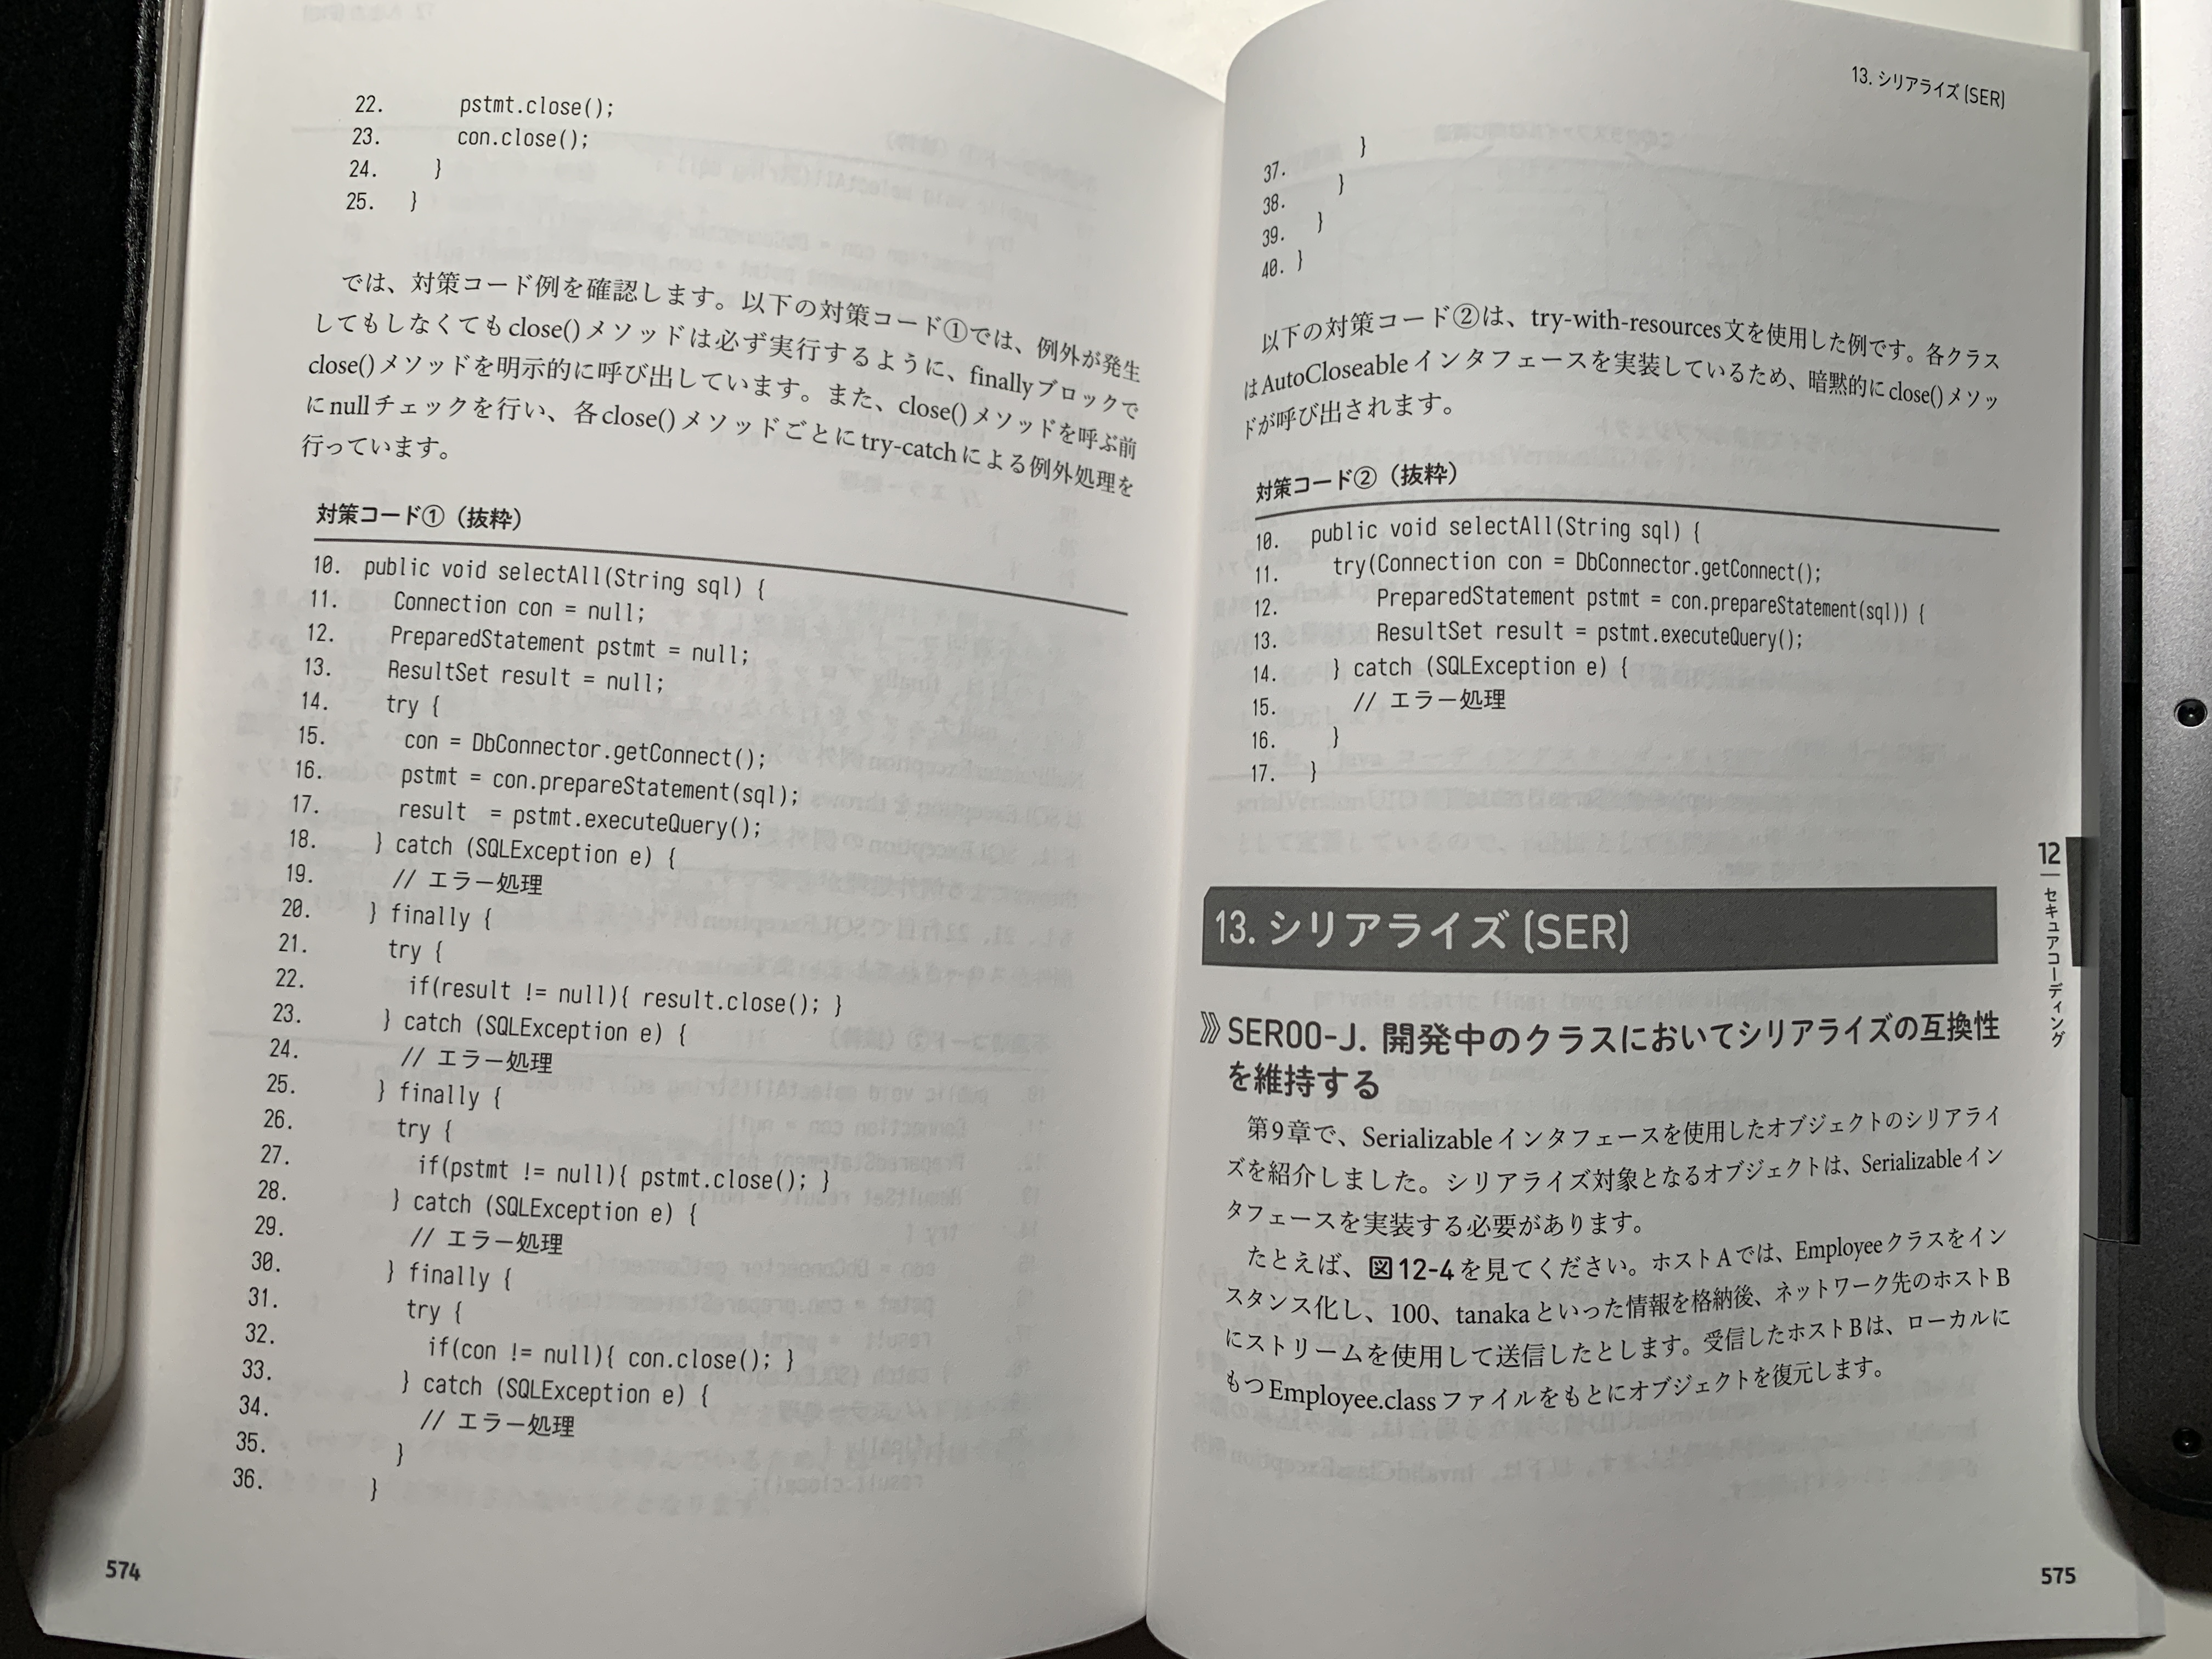 22. pstmt.close();
23. con.close();
24. }
25. }
では、対策コード例を確認します。以下の対策コード①では、例外が発生
してもしなくてもclose()メソッドは必ず実行するように、finallyブロックで
close()メソッドを明示的に呼び出しています。また、close()メソッドを呼ぶ前
にnullチェックを行い、各close()メソッドごとにtry-catchによる例外処理を
行っています。
対策コード①（抜粋）
10. public void selectAll(String sql) {
11. Connection con = null;
12. PreparedStatement pstmt = null;
13. ResultSet result = null;
14. try {
15. con = DbConnector.getConnect();
16. pstmt = con.prepareStatement(sql);
17. result = pstmt.executeQuery();
18. } catch (SQLException e) {
19. // エラー処理
20. } finally {
21. try {
22. if(result != null){ result.close(); }
23. } catch (SQLException e) {
24. // エラー処理
25. } finally {
26. try {
27. if(pstmt != null){ pstmt.close(); }
28. } catch (SQLException e) {
29. // エラー処理
30. } finally {
31. try {
32. if(con != null){ con.close(); }
33. } catch (SQLException e) {
34. // エラー処理
35. }
36. }
574
13. シリアライズ (SER)
37. }
38. }
39. }
40. }
以下の対策コード②は、try-with-resources文を使用した例です。各クラス
はAutoCloseableインタフェースを実装しているため、暗黙的にclose()メソッ
ドが呼び出されます。
対策コード②（抜粋）
10. public void selectAll(String sql) {
11. try(Connection con = DbConnector.getConnect();
12. PreparedStatement pstmt = con.prepareStatement(sql)) {
13. ResultSet result = pstmt.executeQuery();
14. } catch (SQLException e) {
15. // エラー処理
16. }
17. }
13. シリアライズ (SER)
SER00-J. 開発中のクラスにおいてシリアライズの互換性
を維持する
第9章で、Serializableインタフェースを使用したオブジェクトのシリアライ
ズを紹介しました。シリアライズ対象となるオブジェクトは、Serializableイン
タフェースを実装する必要があります。
たとえば、図12-4を見てください。ホストAでは、Employeeクラスをイン
スタンス化し、100、tanakaといった情報を格納後、ネットワーク先のホストB
にストリームを使用して送信したとします。受信したホストBは、ローカルに
もつEmployee.classファイルをもとにオブジェクトを復元します。
12
セキュアコーディング
575